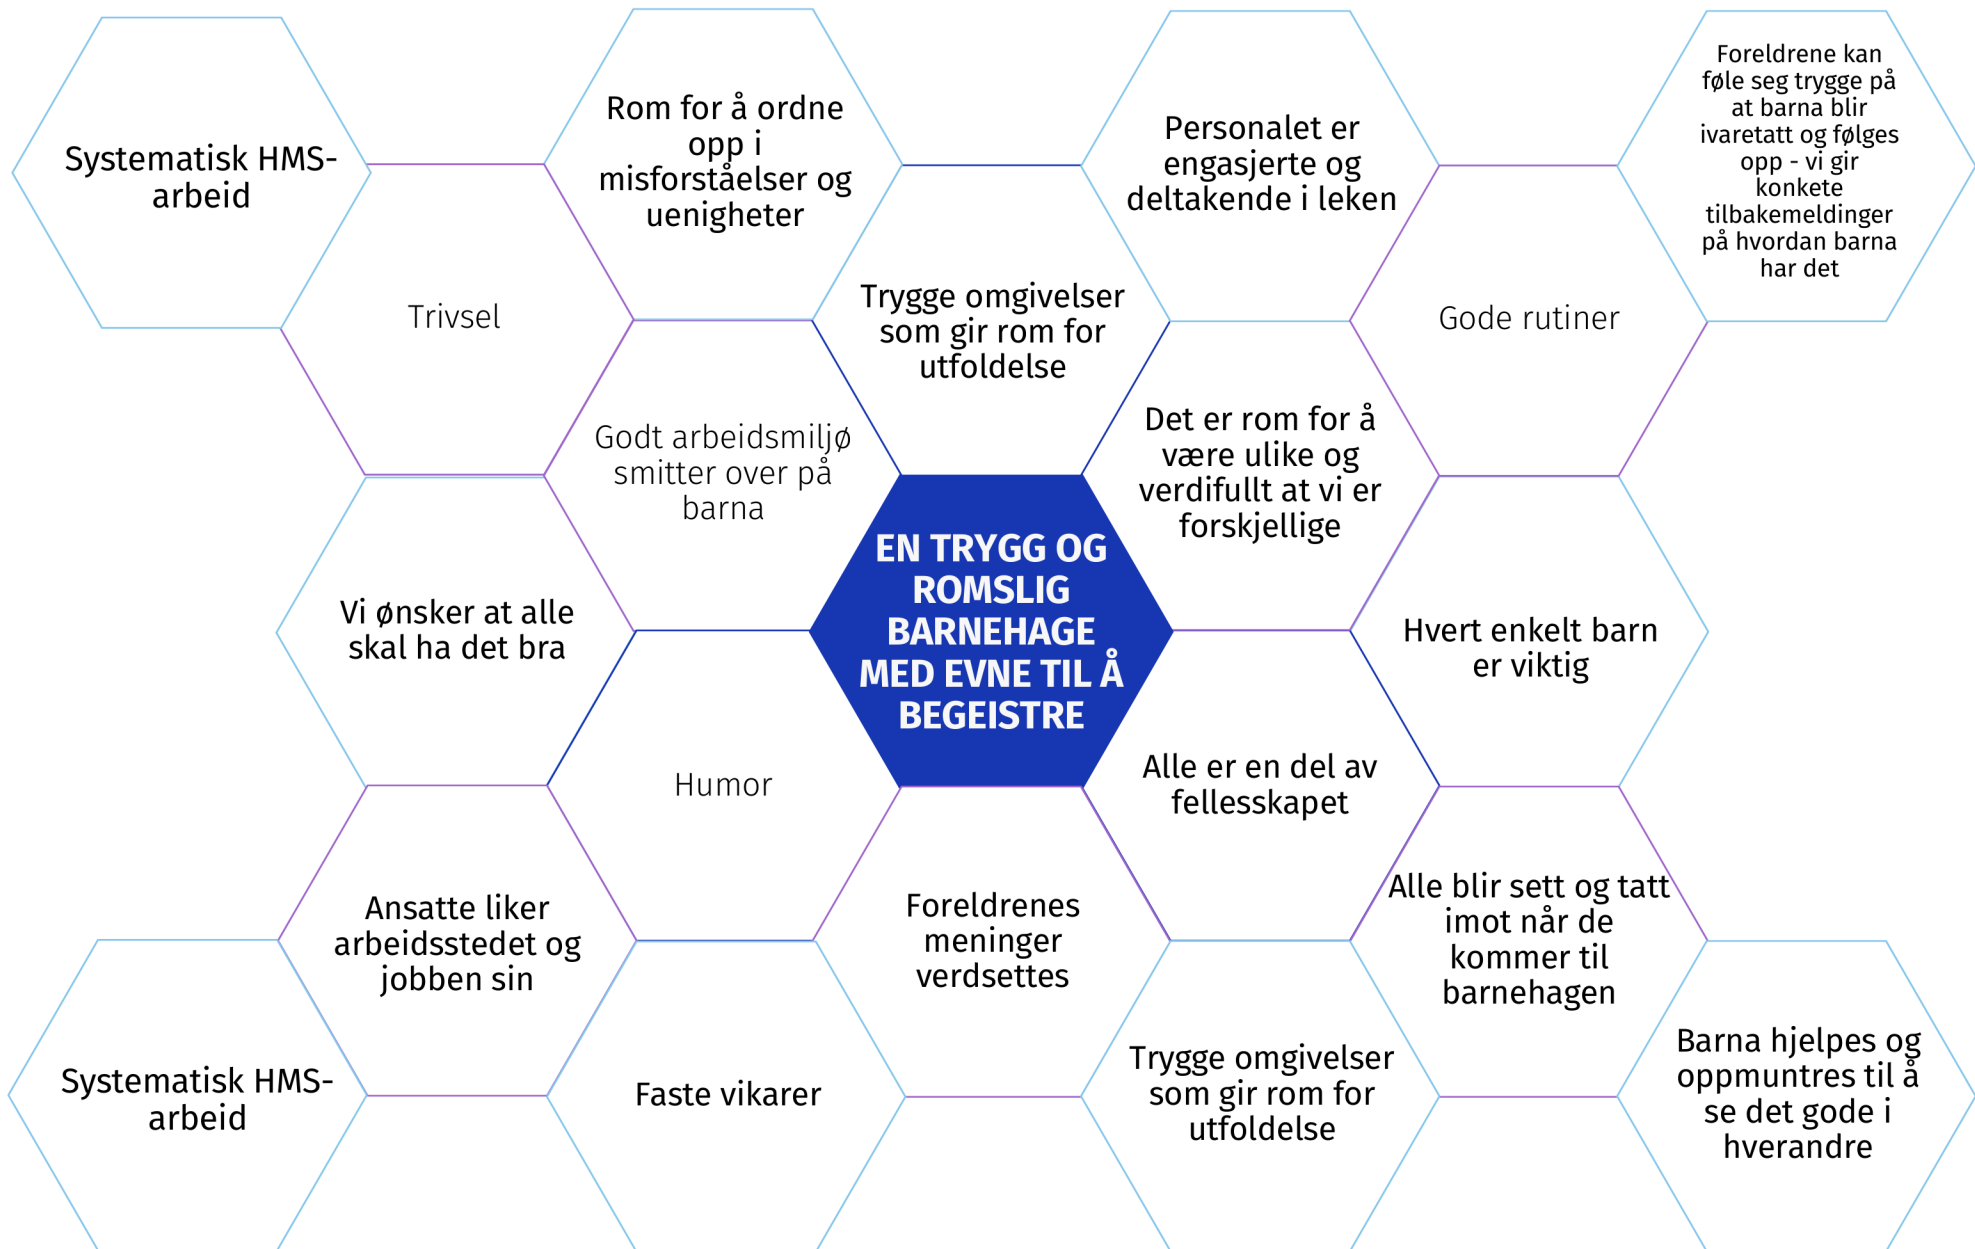 Systematisk HMS-
arbeid
Trivsel
Rom for å ordne
opp i
misforståelser og
uenigheter
Trygge omgivelser
som gir rom for
utfoldelse
Personalet er
engasjerte og
deltakende i leken
Gode rutiner
Foreldrene kan
føle seg trygge på
at barna blir
ivaretatt og følges
opp - vi gir
konkete
tilbakemeldinger
på hvordan barna
har det
Godt arbeidsmiljø
smitter over på
barna
Det er rom for å
være ulike og
verdifullt at vi er
forskjellige
Vi ønsker at alle
skal ha det bra
EN TRYGG OG
ROMSLIG
BARNEHAGE
MED EVNE TIL Å
BEGEISTRE
Hvert enkelt barn
er viktig
Humor
Alle er en del av
fellesskapet
Ansatte liker
arbeidsstedet og
jobben sin
Foreldrenes
meninger
verdsettes
Alle blir sett og tatt
imot når de
kommer til
barnehagen
Systematisk HMS-
arbeid
Faste vikarer
Trygge omgivelser
som gir rom for
utfoldelse
Barna hjelpes og
oppmuntres til å
se det gode i
hverandre